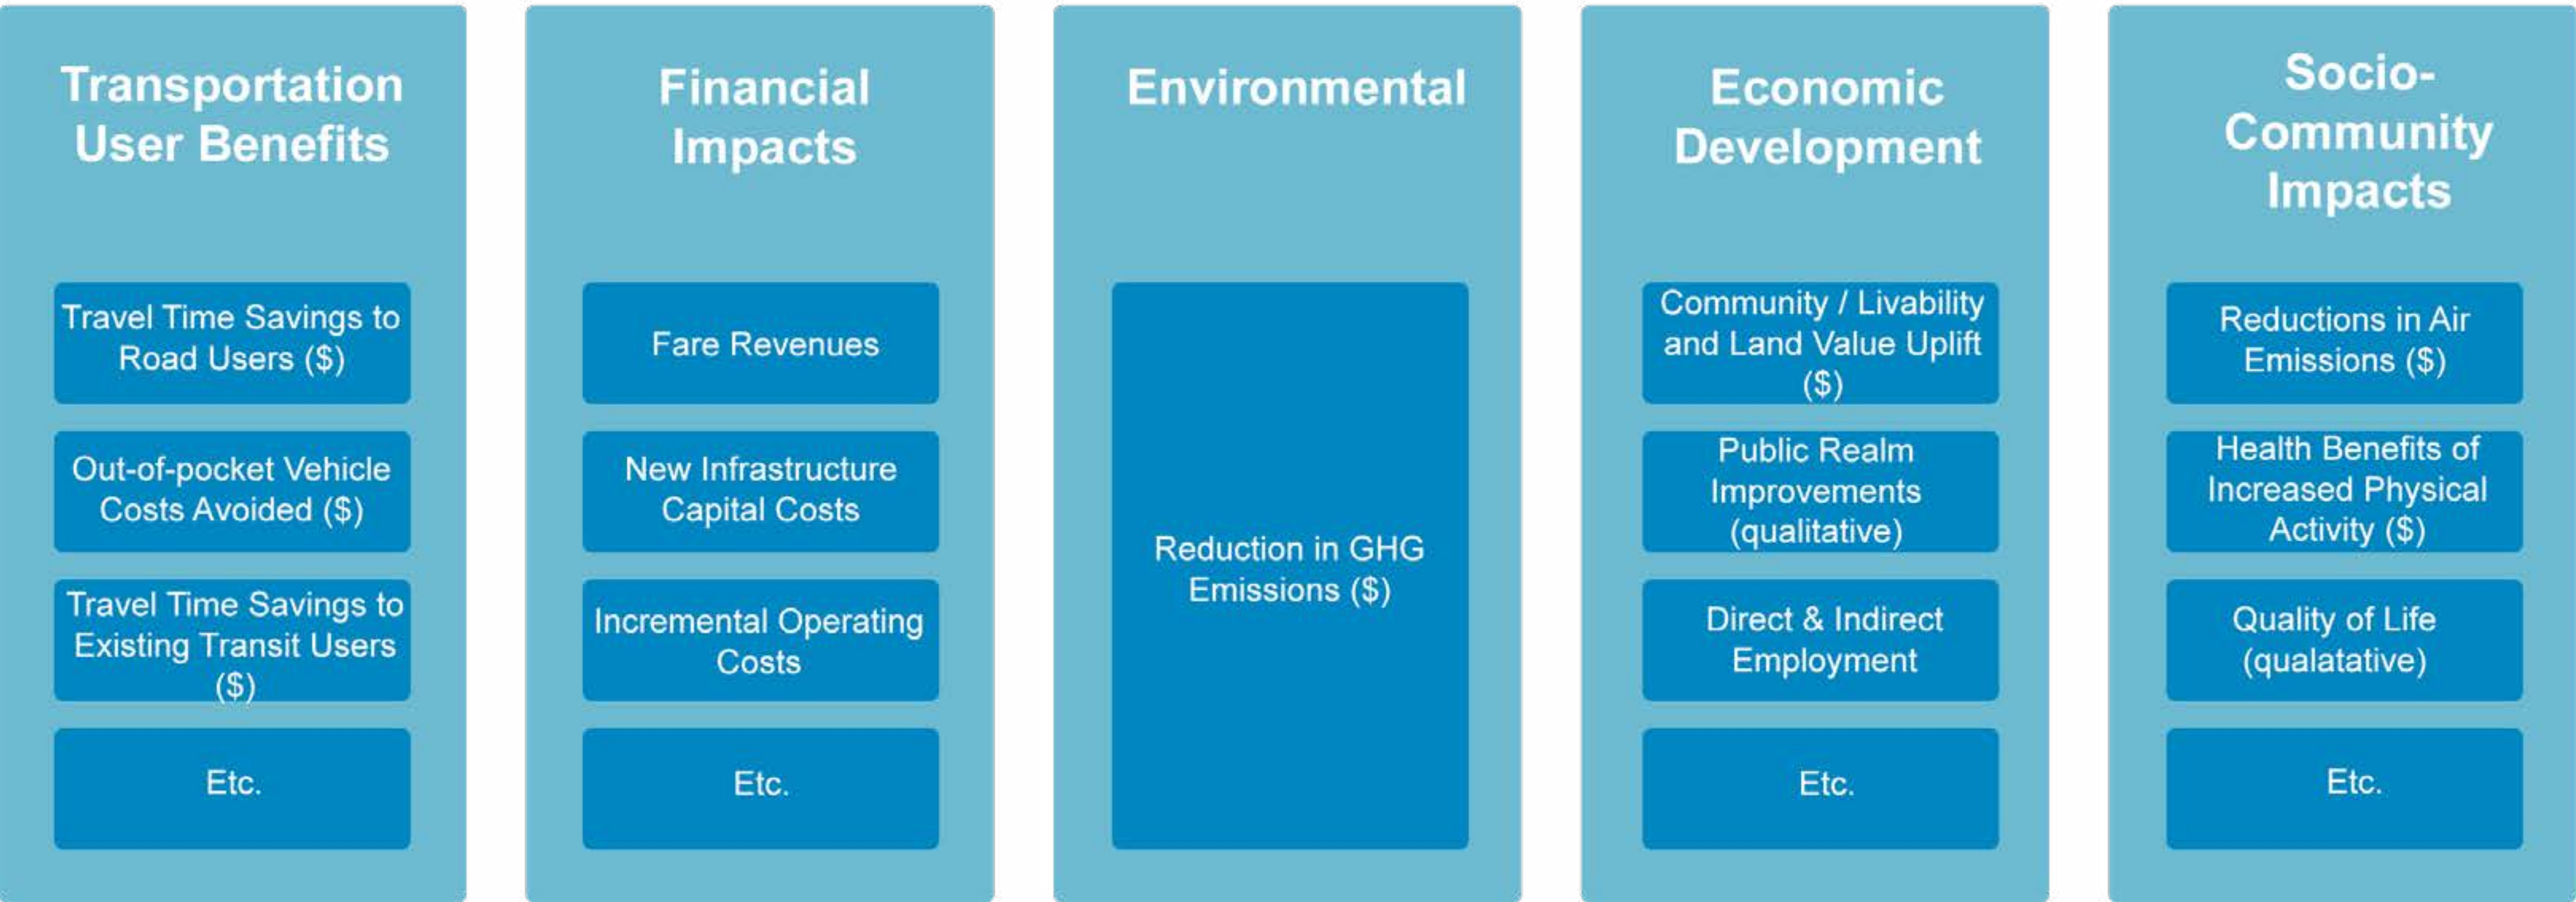 Transportation
User Benefits
Travel Time Savings to
Road Users ($)
Out-of-pocket Vehicle
Costs Avoided ($)
Travel Time Savings to
Existing Transit Users
($)
Etc.
Financial
Impacts
Fare Revenues
New Infrastructure
Capital Costs
Incremental Operating
Costs
Etc.
Environmental
Reduction in GHG
Emissions ($)
Economic
Development
Community / Livability
and Land Value Uplift
($)
Public Realm
Improvements
(qualitative)
Direct & Indirect
Employment
Etc.
Socio-
Community
Impacts
Reductions in Air
Emissions ($)
Health Benefits of
Increased Physical
Activity ($)
Quality of Life
(qualatative)
Etc.